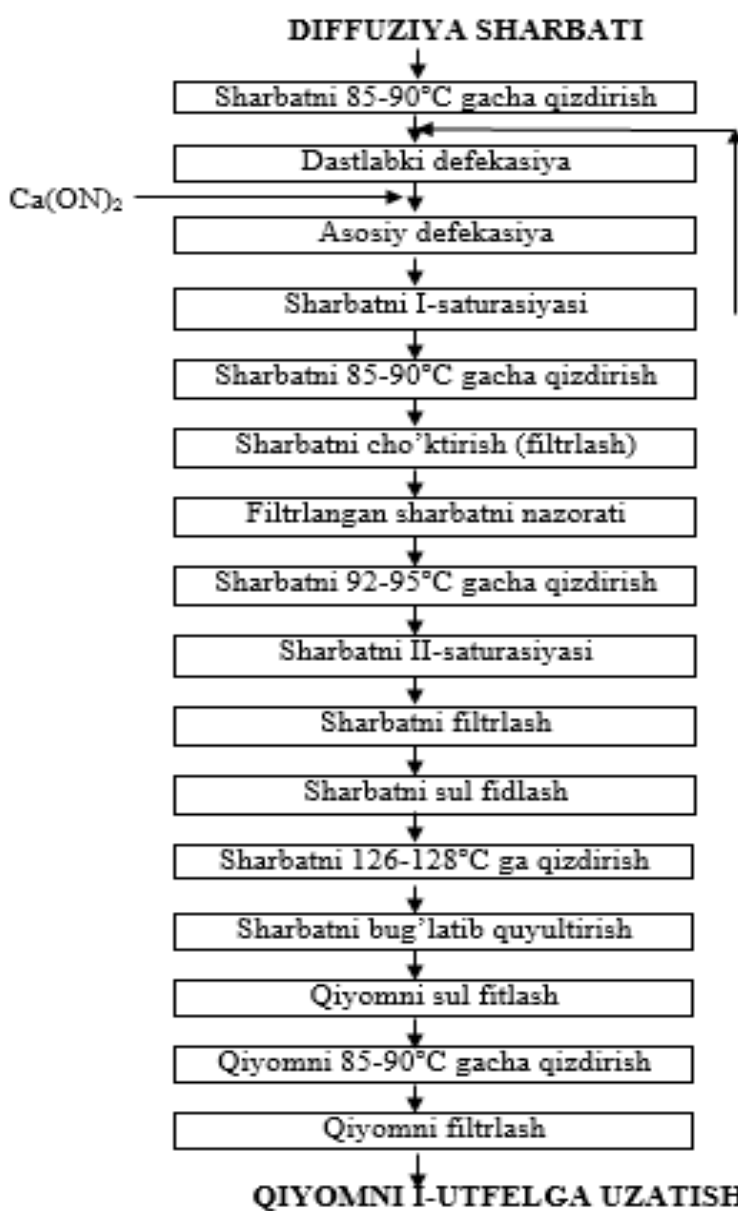 DIFFUZIYA SHARBATI
Sharbatni 85-90°C gacha qizdirish
Dastlabki defekasiya
Ca(ON)₂
Asosiy defekasiya
Sharbatni I-saturasiyasi
Sharbatni 85-90°C gacha qizdirish
Sharbatni cho’ktirish (filtrlash)
Filtrlangan sharbatni nazorati
Sharbatni 92-95°C gacha qizdirish
Sharbatni II-saturasiyasi
Sharbatni filtrlash
Sharbatni sul fidlash
Sharbatni 126-128°C ga qizdirish
Sharbatni bug’latib quyultirish
Qiyomni sul fitlash
Qiyomni 85-90°C gacha qizdirish
Qiyomni filtrlash
QIYOMNI I-UTFELGA UZATISH